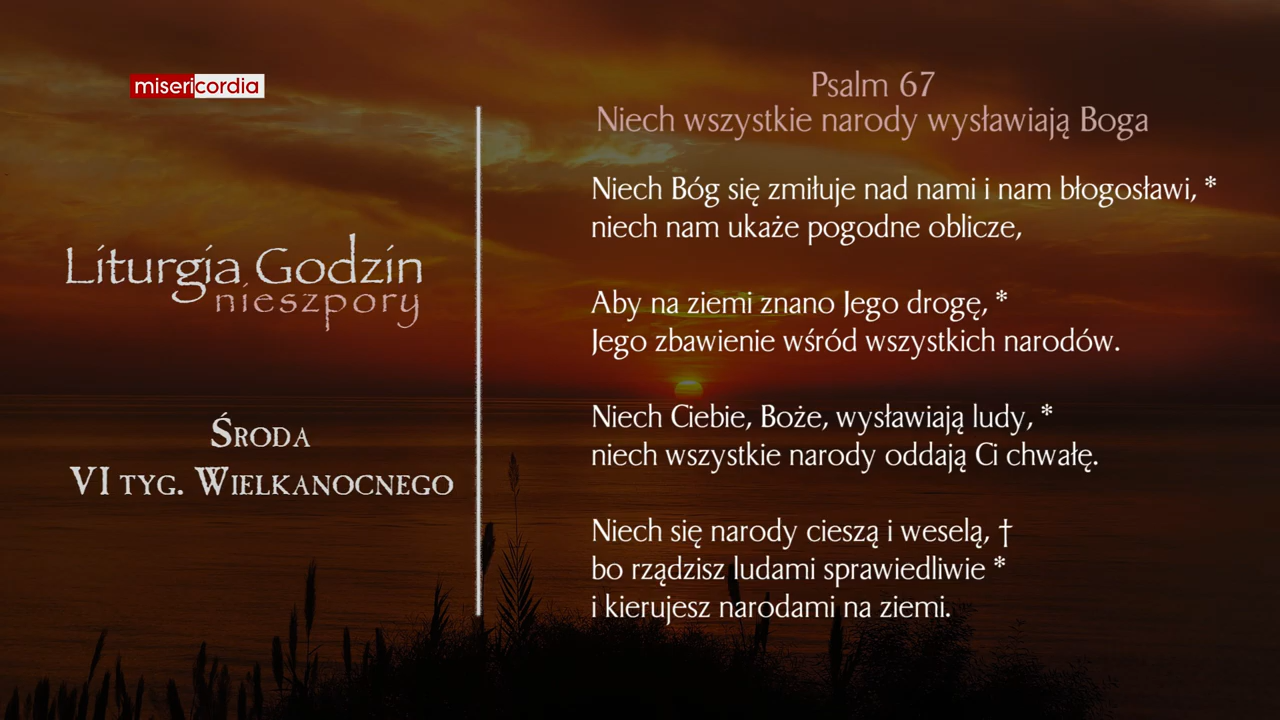 misericordia
Liturgia Godzin
nieszpory
Środa
VI tyg. Wielkanocnego
Psalm 67
Niech wszystkie narody wysławiają Boga
Niech Bóg się zmiłuje nad nami i nam błogosławi, *
niech nam ukaże pogodne oblicze,
Aby na ziemi znano Jego drogę, *
Jego zbawienie wśród wszystkich narodów.
Niech Ciebie, Boże, wysławiają ludy, *
niech wszystkie narody oddają Ci chwałę.
Niech się narody cieszą i weselą, †
bo rządzisz ludami sprawiedliwie *
i kierujesz narodami na ziemi.